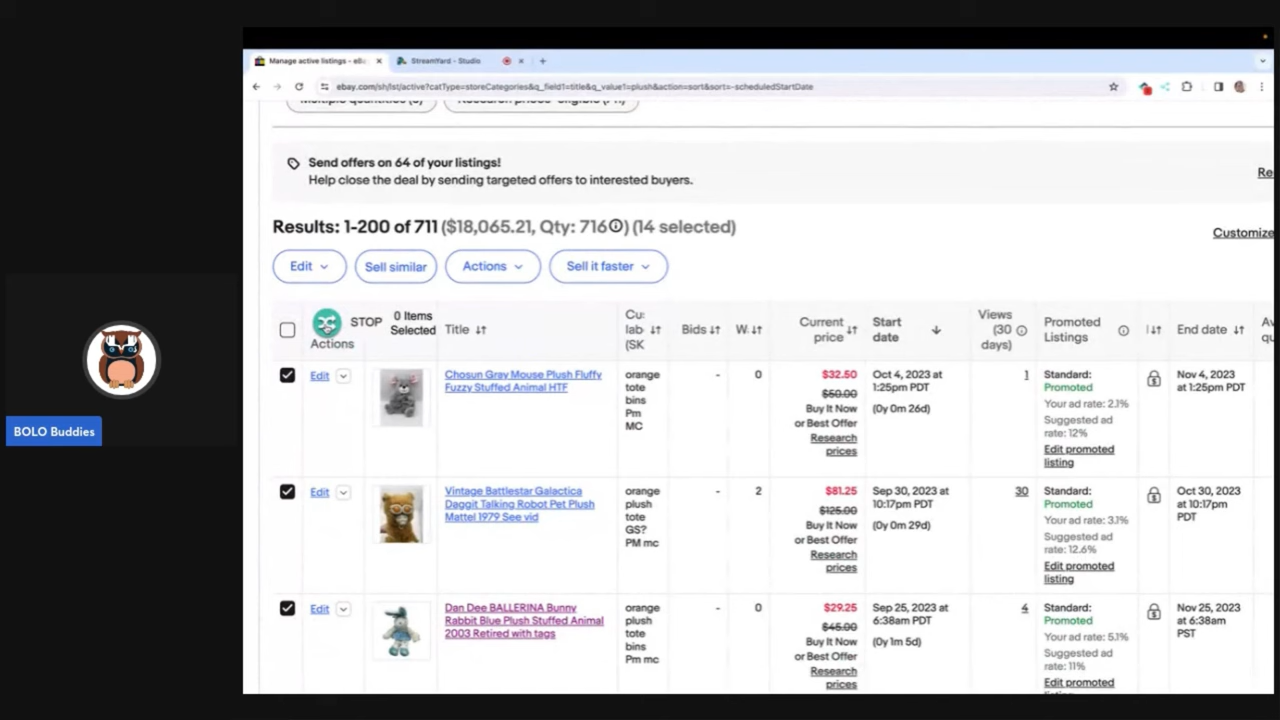 Manage active listings - eBa
StreamYard - Studio
ebay.com/sh/lst/active?catType=storeCategories&q_field1=title&q_value1=plush&action=sort&sort=-scheduledStartDate
Send offers on 64 of your listings!
Help close the deal by sending targeted offers to interested buyers.
Re
Results: 1-200 of 711 ($18,065.21, Qty: 716 ) (14 selected)
Customize
Edit Sell similar Actions Sell it faster
STOP 0 Items Selected
Actions
Title
Cu: lab (SK
Bids
W.
Current price
Start date
Views (30 days)
Promoted Listings
End date
Av qu
Edit
Chosun Gray Mouse Plush Fluffy
Fuzzy Stuffed Animal HTF
orange
tote
bins
Pm
MC
-
0
$32.50
$50.00
Buy It Now
or Best Offer
Research
prices
Oct 4, 2023 at
1:25pm PDT
(0y 0m 26d)
1
Standard:
Promoted
Your ad rate: 2.1%
Suggested ad
rate: 12%
Edit promoted
listing
Nov 4, 2023
at 1:25pm PDT
Edit
Vintage Battlestar Galactica
Daggit Talking Robot Pet Plush
Mattel 1979 See vid
orange
plush
tote
GS?
PM mc
-
2
$81.25
$125.00
Buy It Now
or Best Offer
Research
prices
Sep 30, 2023 at
10:17pm PDT
(0y 0m 29d)
30
Standard:
Promoted
Your ad rate: 3.1%
Suggested ad
rate: 12.6%
Edit promoted
listing
Oct 30, 2023
at 10:17pm
PDT
Edit
Dan Dee BALLERINA Bunny
Rabbit Blue Plush Stuffed Animal
2003 Retired with tags
orange
plush
tote
bins
Pm mc
-
0
$29.25
$45.00
Buy It Now
or Best Offer
Research
prices
Sep 25, 2023 at
6:38am PDT
(0y 1m 5d)
4
Standard:
Promoted
Your ad rate: 5.1%
Suggested ad
rate: 11%
Edit promoted
Nov 25, 2023
at 6:38am
PST
BOLO Buddies